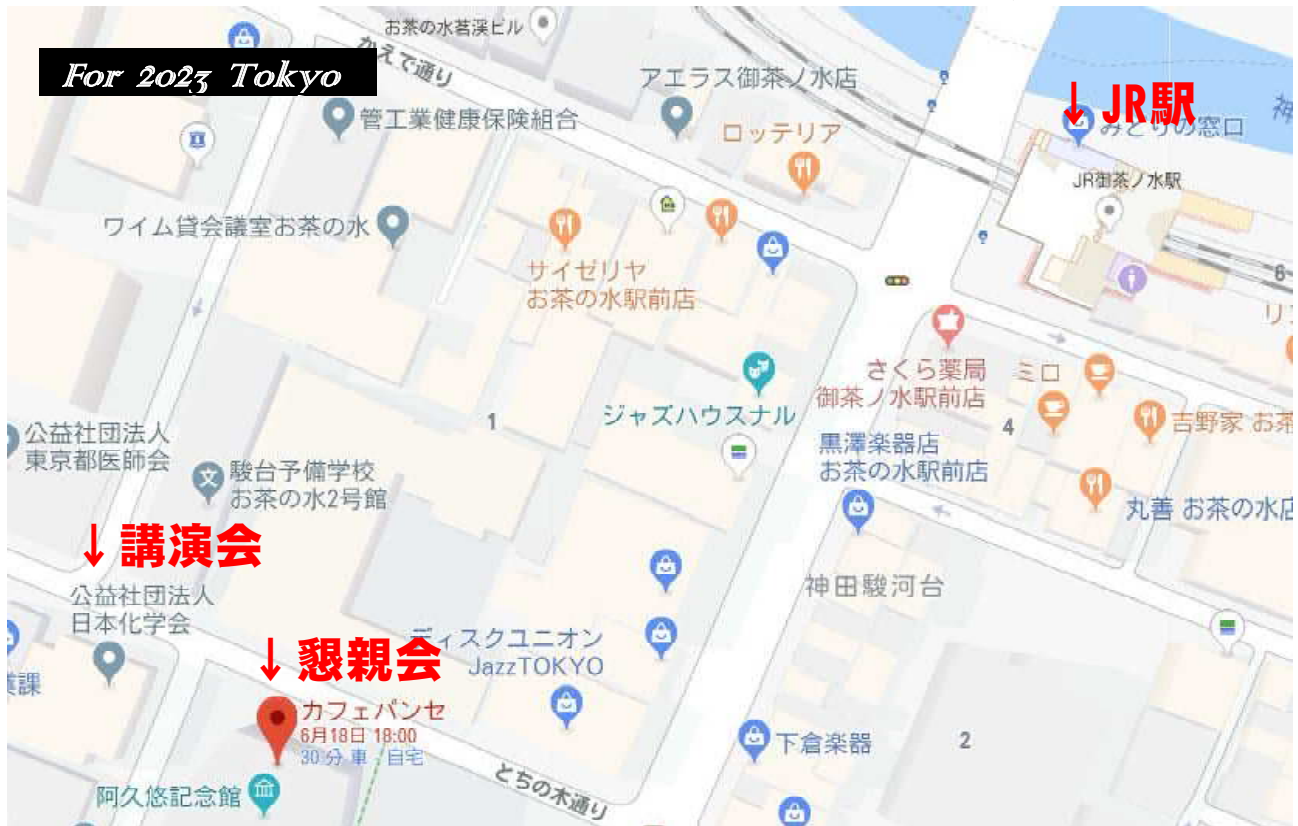 お茶の水茗渓ビル
For 2023 Tokyo
かえで通り
アエラス御茶ノ水店
↓JR駅
管工業健康保険組合
ロッテリア
みどりの窓口
神
JR御茶ノ水駅
ワイム貸会議室お茶の水
サイゼリヤ
お茶の水駅前店
6
リン
さくら薬局
御茶ノ水駅前店
ミロ
ジャズハウスナル
1
4
吉野家 お茶
公益社団法人
東京都医師会
黒澤楽器店
お茶の水駅前店
駿台予備学校
お茶の水2号館
文
丸善 お茶の水店
↓講演会
公益社団法人
日本化学会
神田駿河台
↓懇親会
ディスクユニオン
JazzTOKYO
課
カフェパンセ
6月18日 18:00
30 分 車 / 自宅
下倉楽器
2
とちの木通り
阿久悠記念館